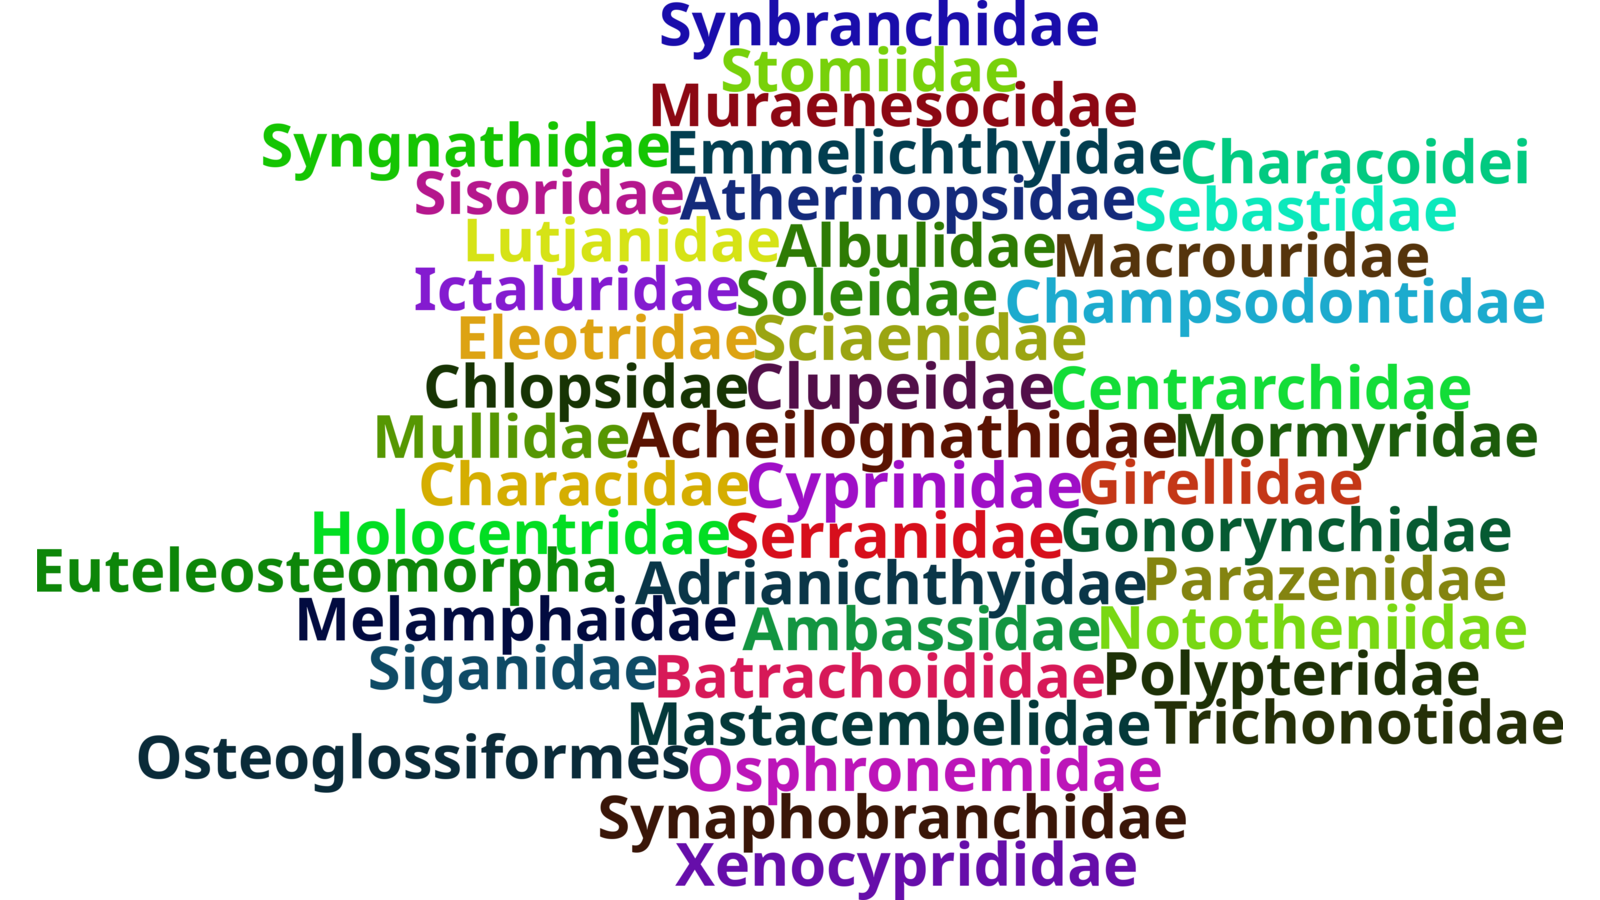 Synbranchidae
Stomiidae
Muraenesocidae
Syngnathidae Emmelichthyidae Characoidei
Sisoridae Atherinopsidae Sebastidae
Lutjanidae Albulidae Macrouridae
Ictaluridae Soleidae Champsodontidae
Eleotridae Sciaenidae
Chlopsidae Clupeidae Centrarchidae
Mullidae Acheilognathidae Mormyridae
Characidae Cyprinidae Girellidae
Holocentridae Serranidae Gonorynchidae
Euteleosteomorpha Adrianichthyidae Parazenidae
Melamphaidae Ambassidae Nototheniidae
Siganidae Batrachoididae Polypteridae
Mastacembelidae Trichonotidae
Osteoglossiformes Osphronemidae
Synaphobranchidae
Xenocyprididae